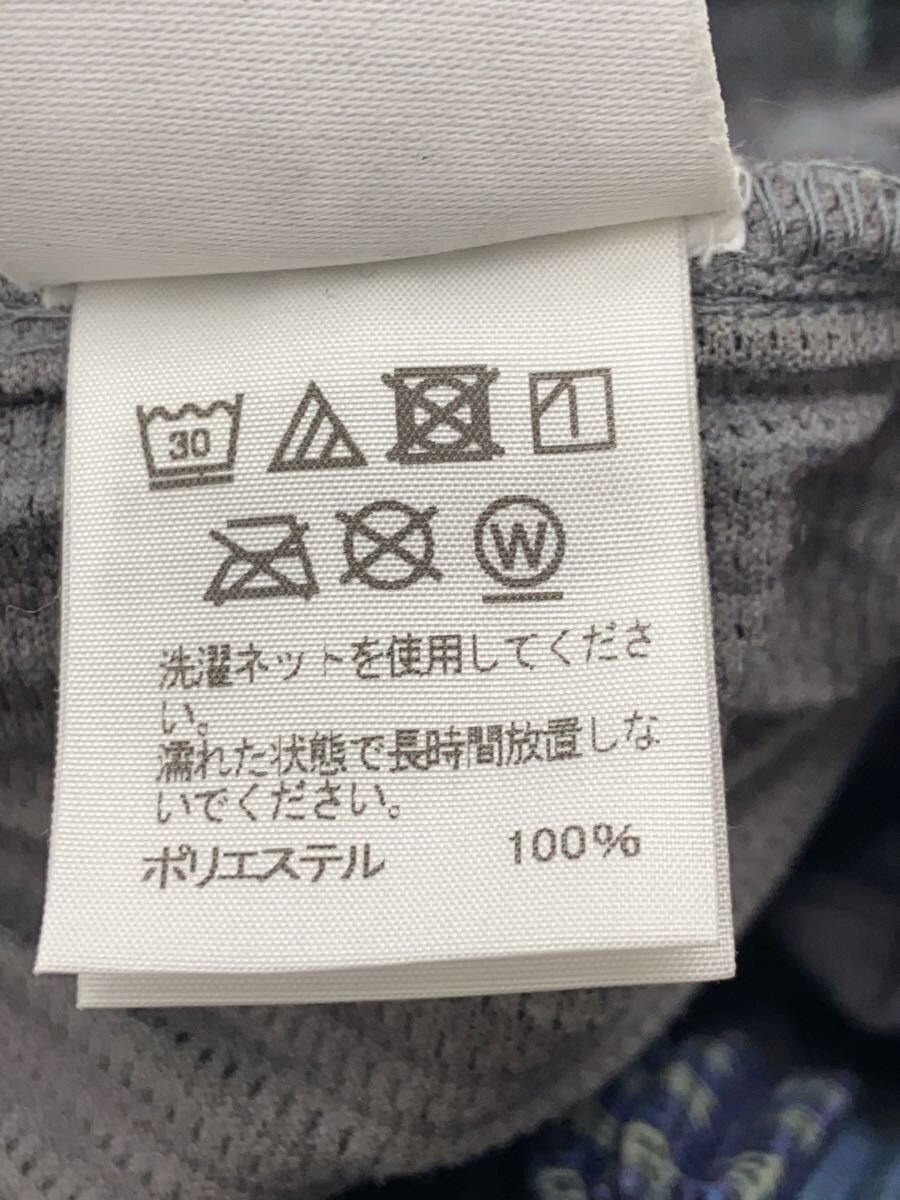 30
W
洗濯ネットを使用してくださ
い。
濡れた状態で長時間放置しな
いでください。
ポリエステル 100%